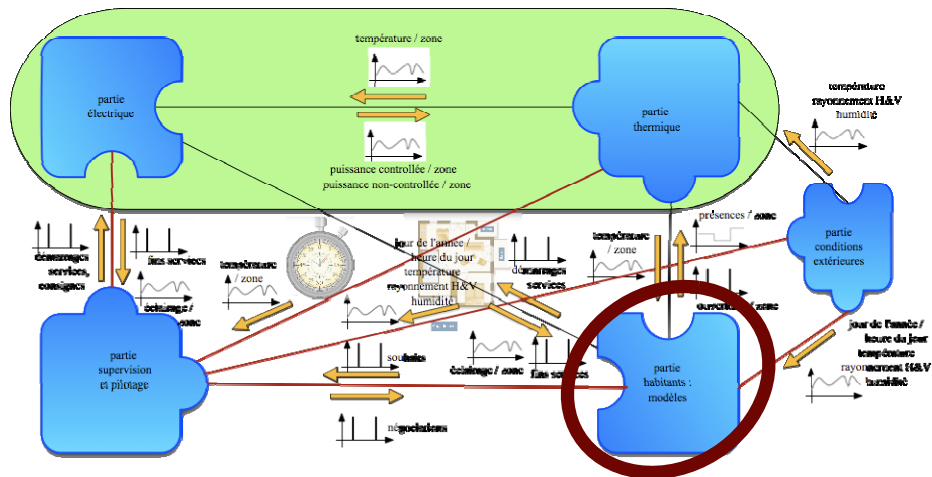 température / zone
partie
électrique
partie
thermique
puissance controllée / zone
puissance non-controllée / zone
température
rayonnement H&V
humidité
partie
conditions
extérieures
présences / zone
ouvertures / zone
température
/ zone
démarrages
services
jour de l'année /
heure du jour
température
rayonnement H&V
humidité
température
/ zone
démarrages
services,
consignes
fins services
éclairage /
zone
partie
supervision
et pilotage
souhaits
négociations
éclairage / zone
fins services
partie
habitants :
modèles
jour de l'année /
heure du jour
température
rayonnement H&V
humidité